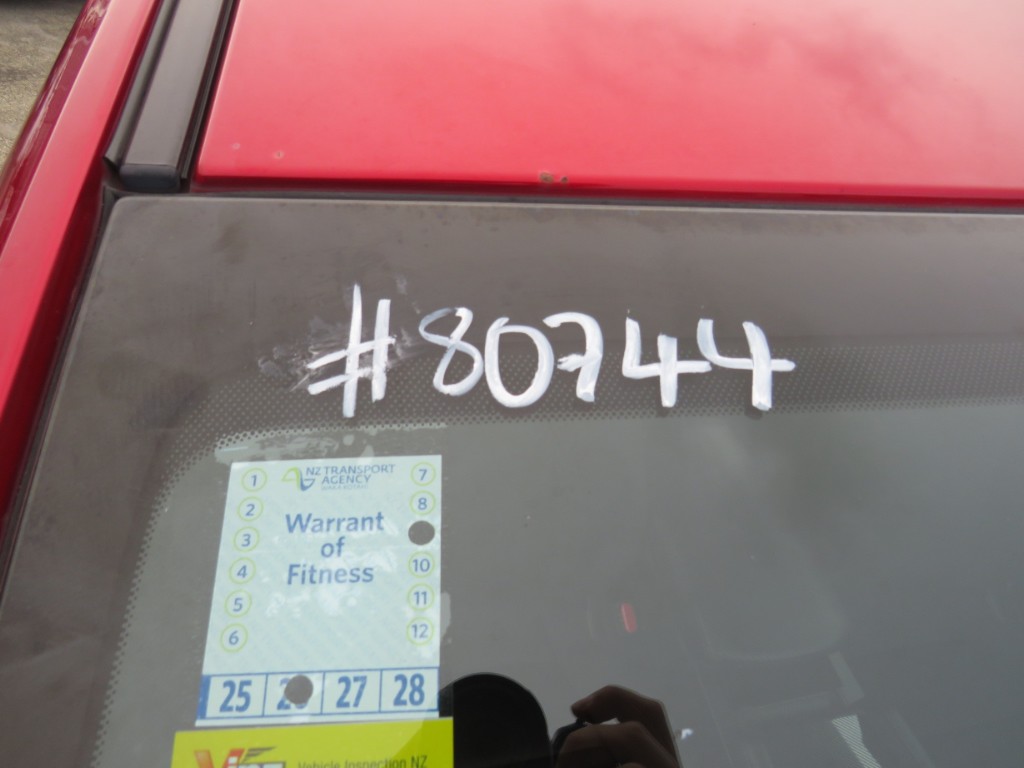 #80744
1 NZ TRANSPORT 7
AGENCY
2 8
Warrant
3 of
4 Fitness 10
5 11
6 12
25 27 28
Vehicle Inspection NZ